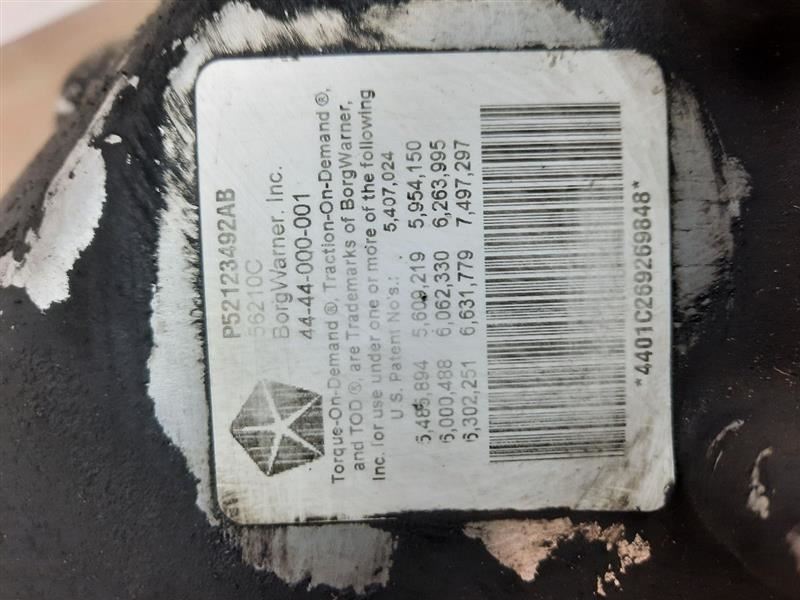 P52123492AB
56210C
BorgWarner, Inc.
44-44-000-001
Torque-On-Demand ®, Traction-On-Demand ®,
and TOD ®, are Trademarks of BorgWarner,
Inc. for use under one or more of the following
U.S. Patent No's.: 5,407,024
5,485,894 5,609,219 5,954,150
6,000,488 6,062,330 6,263,995
6,302,251 6,631,779 7,497,297
*4401C269269848*